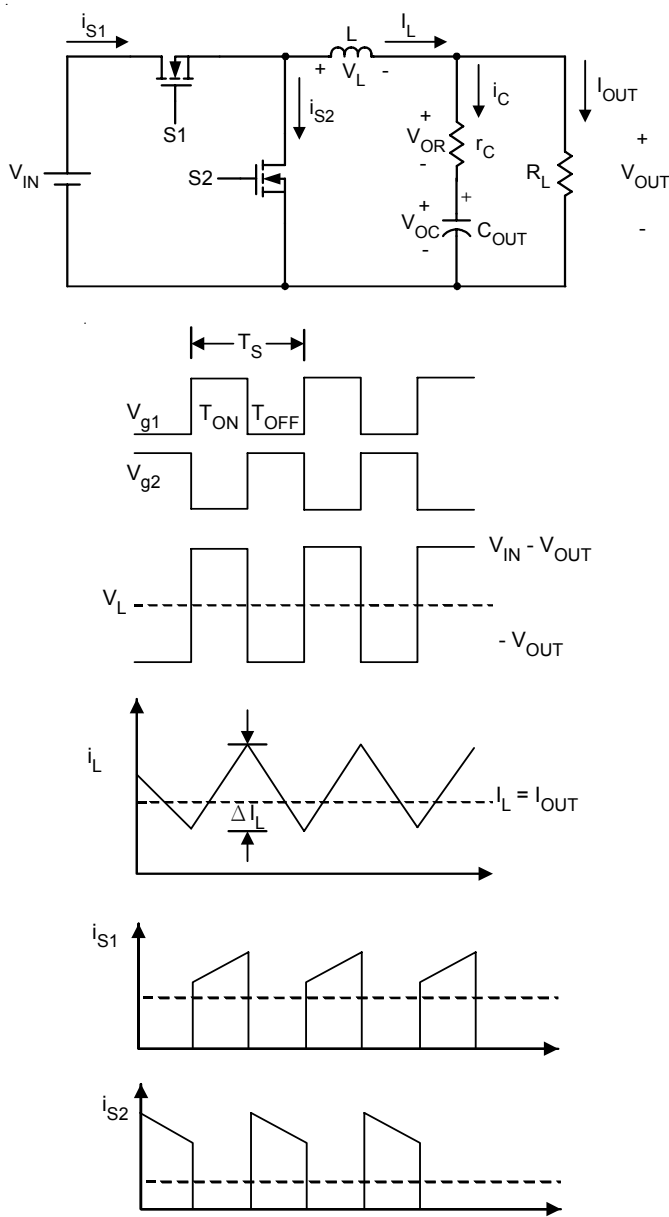 i_S1 L I_L
+ V_L -
i_C I_OUT
S1 i_S2
+ V_OR - r_C
V_IN S2 R_L + V_OUT -
+
+ V_OC - C_OUT
T_S
V_g1 T_ON T_OFF
V_g2
V_IN - V_OUT
V_L
- V_OUT
i_L
I_L = I_OUT
Δ I_L
i_S1
i_S2